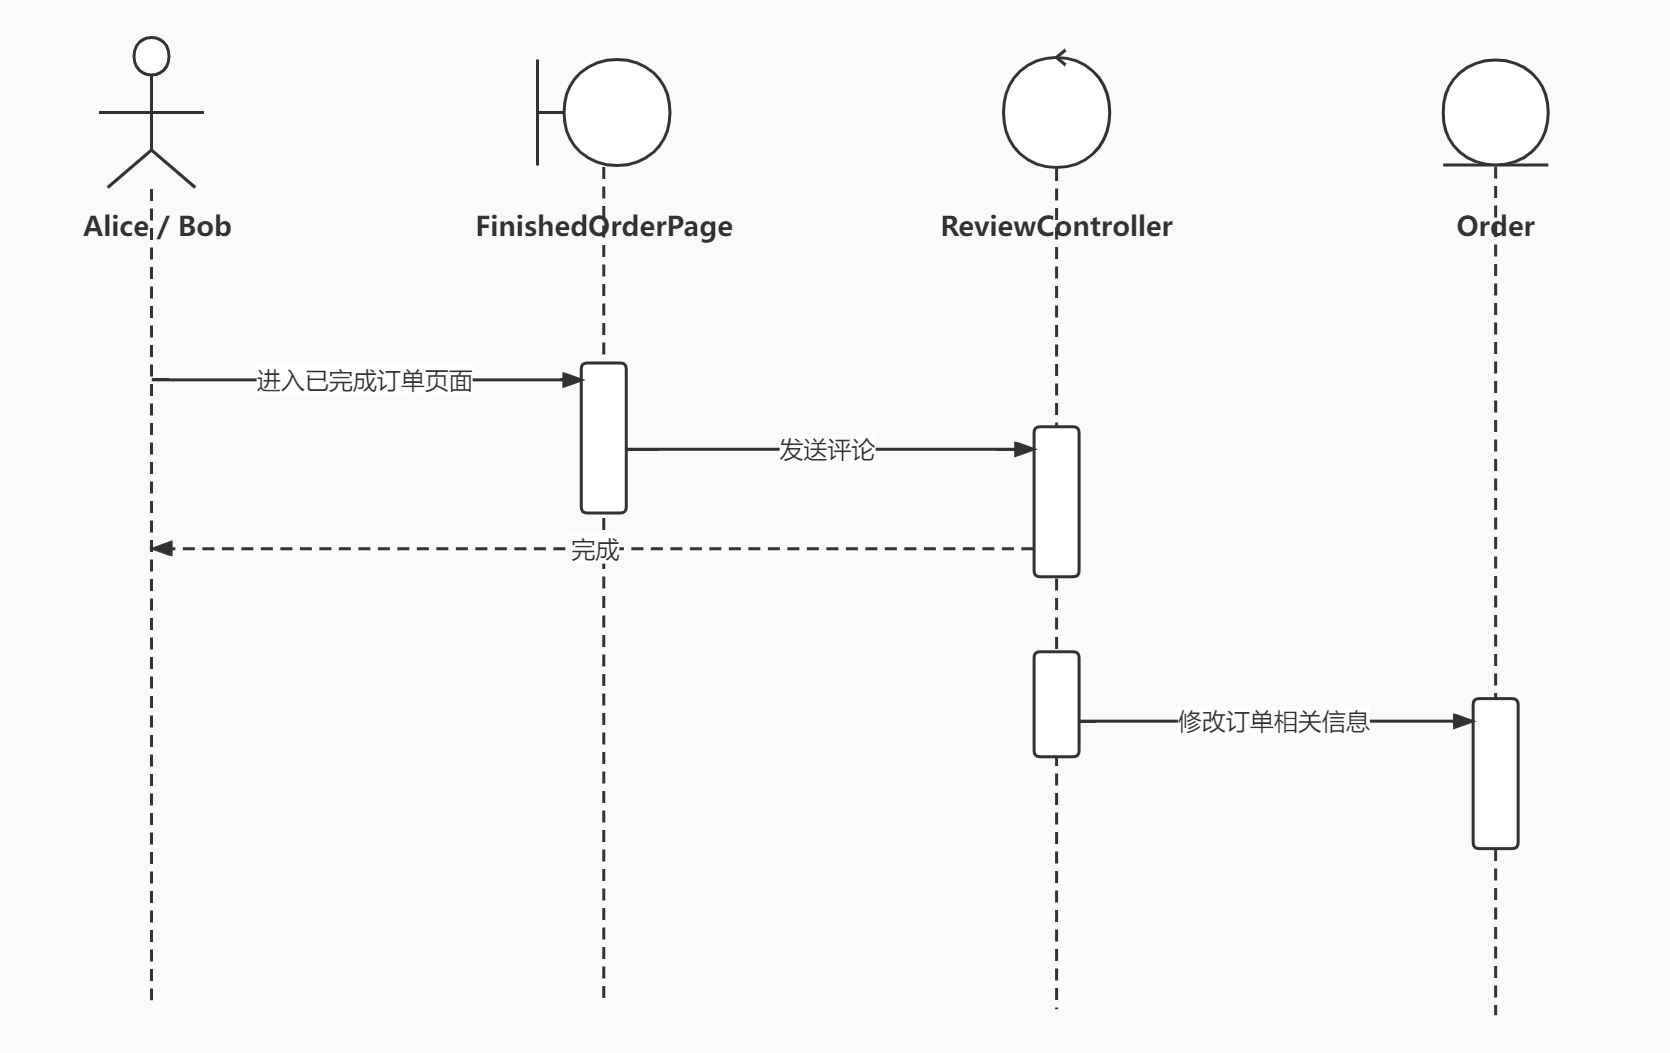 Alice / Bob
FinishedOrderPage
ReviewController
Order
进入已完成订单页面
发送评论
完成
修改订单相关信息